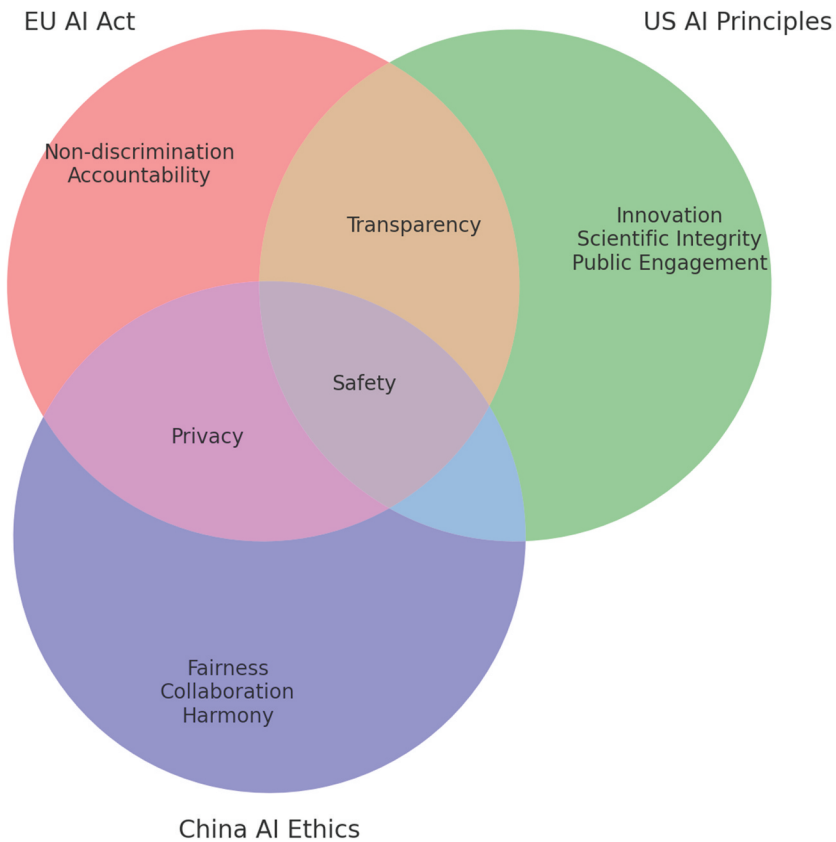 EU AI Act
US AI Principles
Non-discrimination
Accountability
Transparency
Innovation
Scientific Integrity
Public Engagement
Safety
Privacy
Fairness
Collaboration
Harmony
China AI Ethics